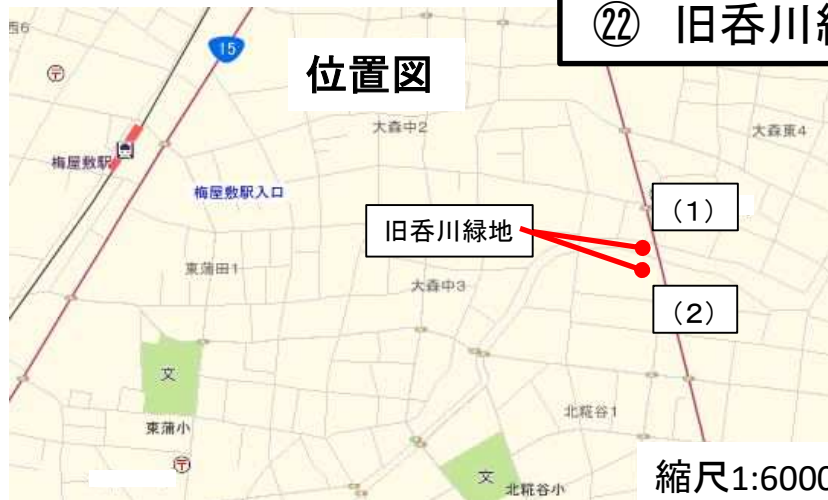 ㉒ 旧呑川緑
西6
15
位置図
大森中2
大森東4
梅屋敷駅
梅屋敷駅入口
(1)
旧呑川緑地
東蒲田1
大森中3
(2)
文
北糀谷1
東蒲小
文
北糀谷小
縮尺1:6000